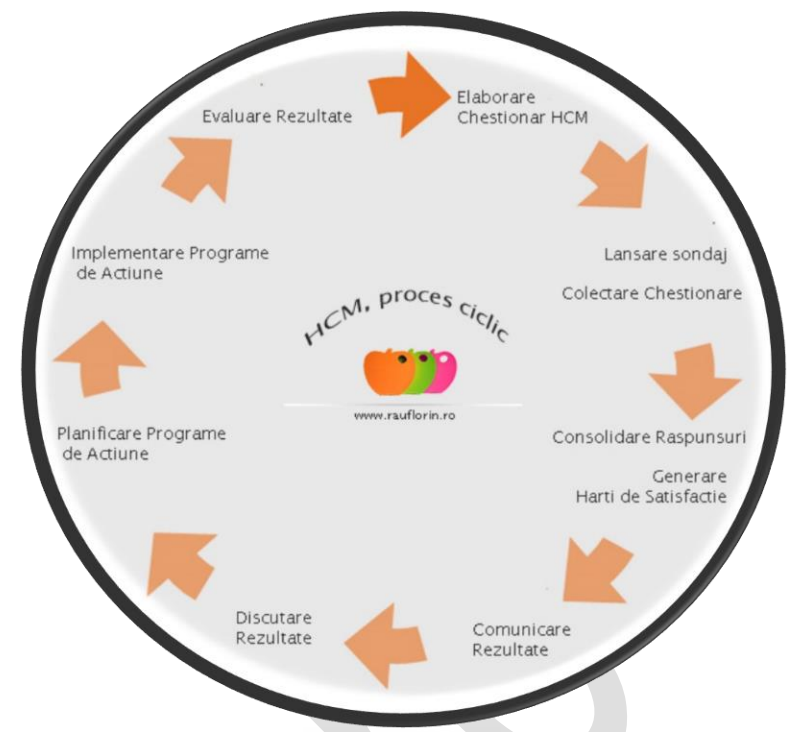 Elaborare
Chestionar HCM
Lansare sondaj
Colectare Chestionare
Consolidare Raspunsuri
Generare
Harti de Satisfactie
Comunicare
Rezultate
Discutare
Rezultate
Planificare Programe
de Actiune
Implementare Programe
de Actiune
Evaluare Rezultate
HCM, proces ciclic
www.rauflorin.ro